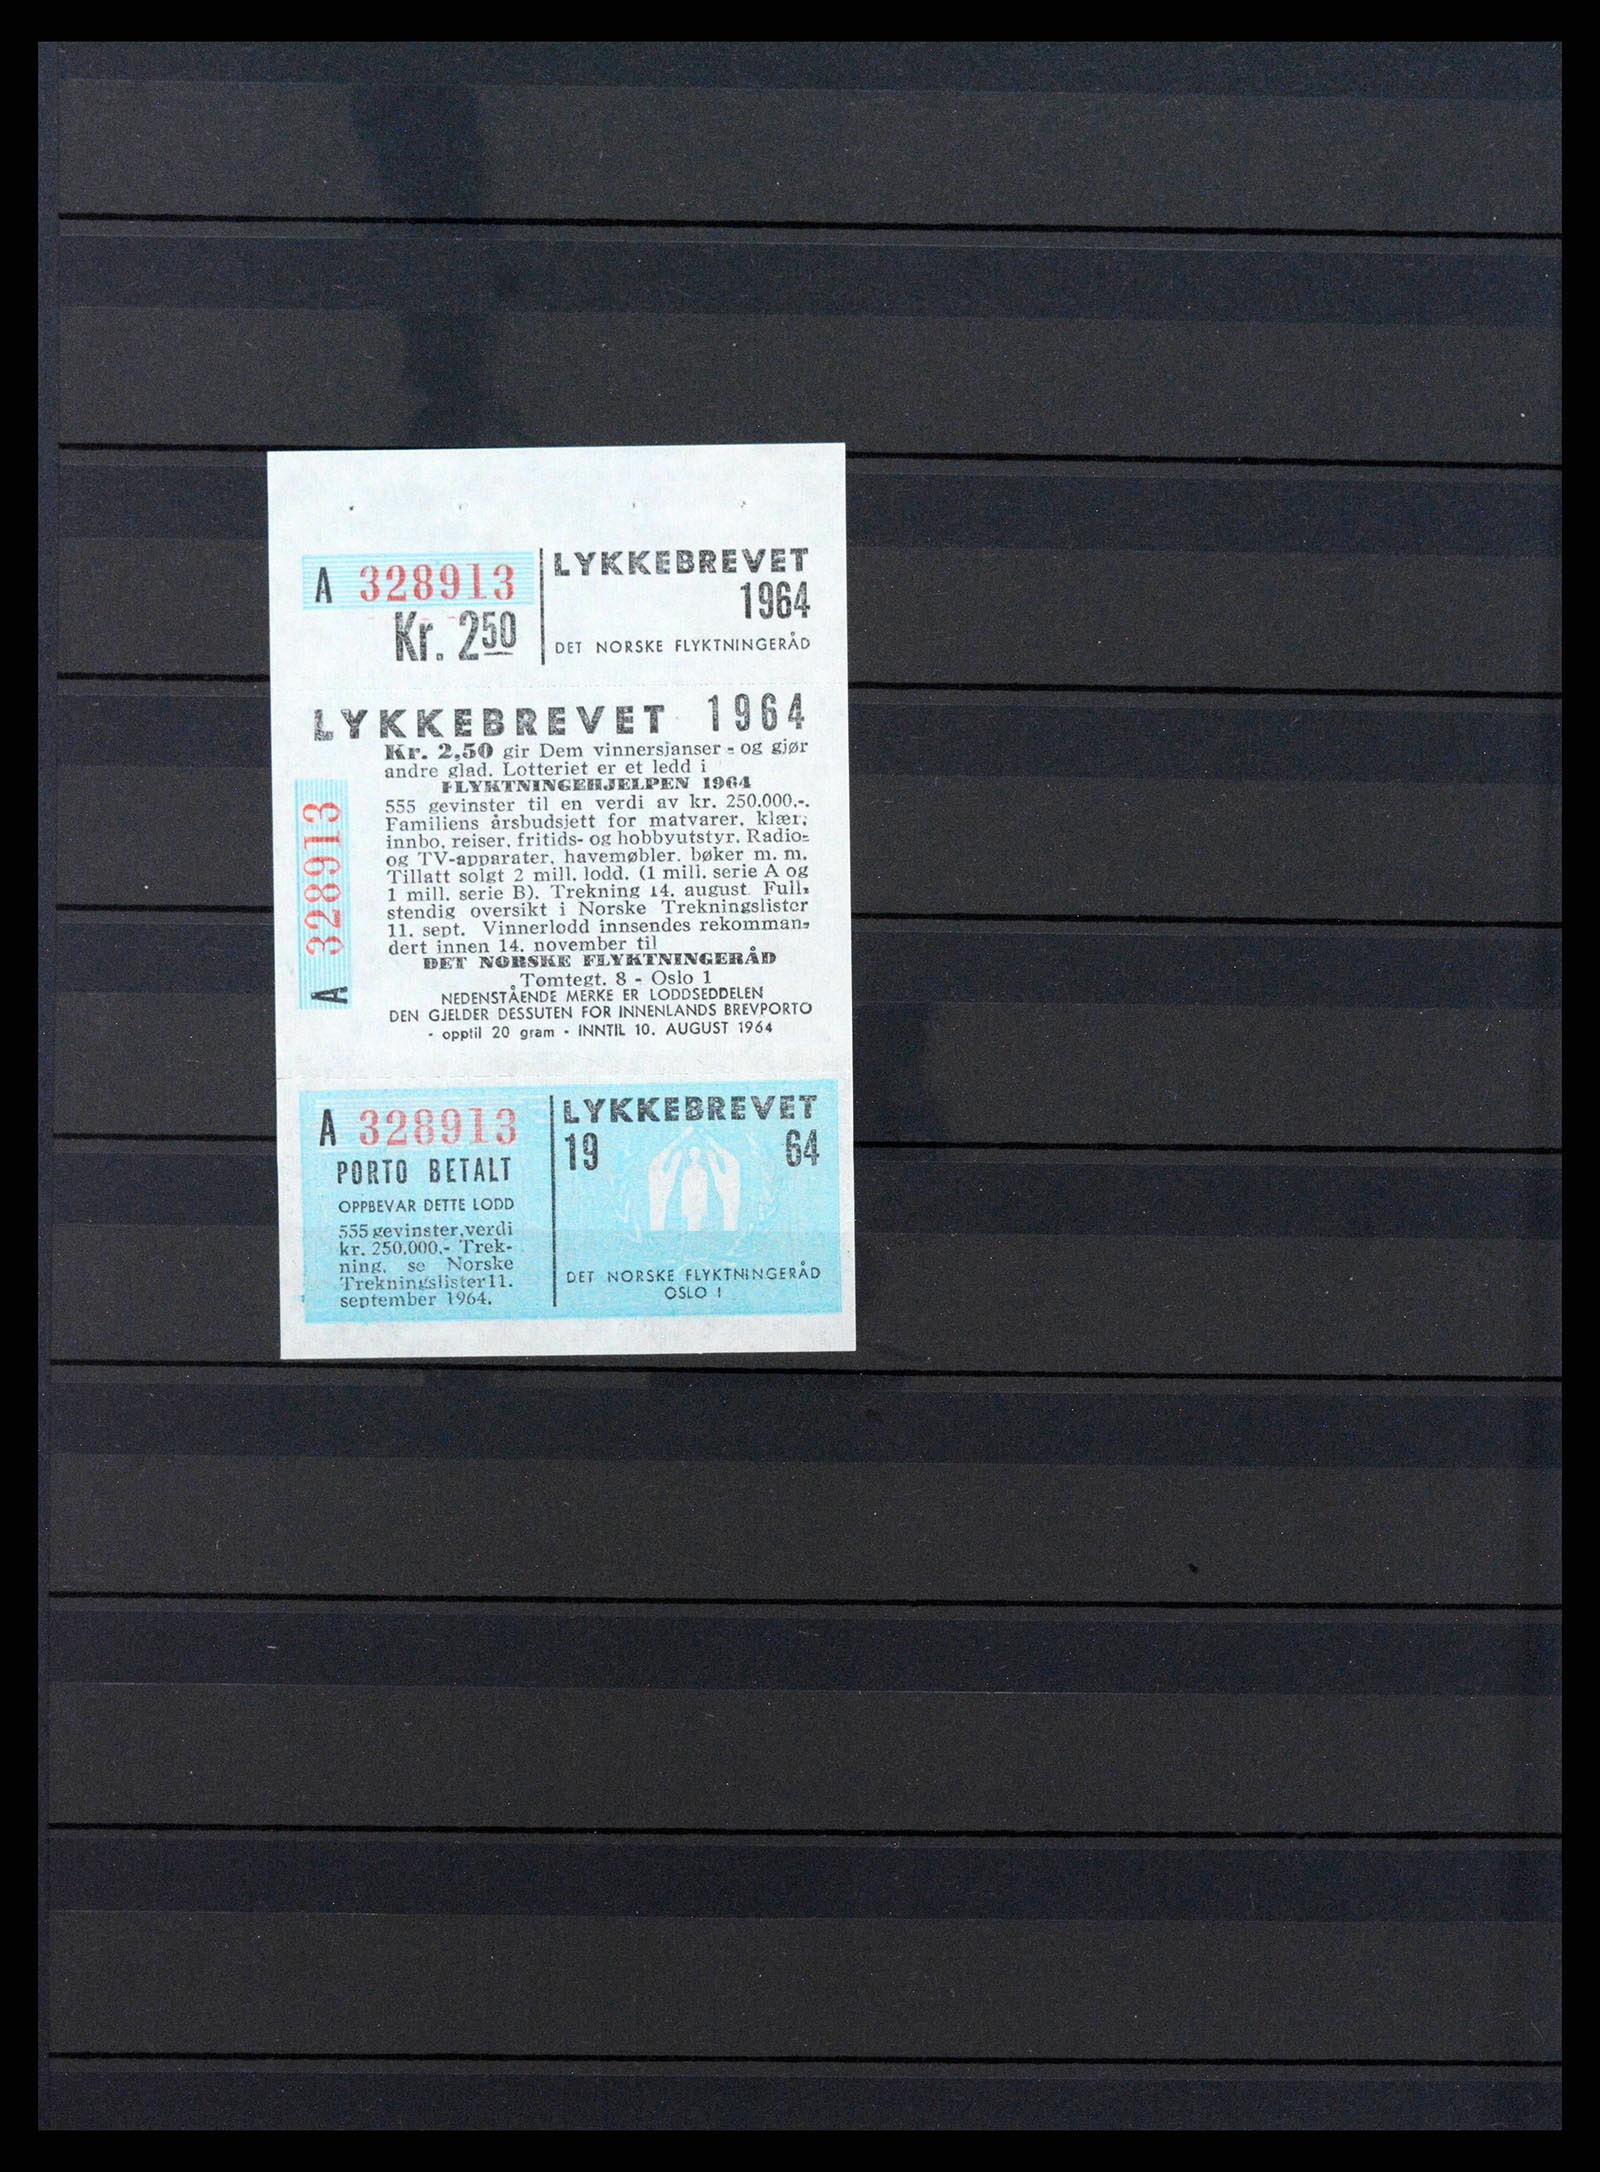 A 328913
Kr. 2 50
LYKKEBREVET
1964
DET NORSKE FLYKTNINGERÅD
LYKKEBREVET 1964
Kr. 2,50 gir Dem vinnersjanser - og gjør
andre glad. Lotteriet er et ledd i
FLYKTNINGEHJELPEN 1964
555 gevinster til en verdi av kr. 250.000,-.
Familiens årsbudsjett for matvarer, klær,
innbo, reiser, fritids- og hobbyutstyr. Radio-
og TV-apparater, havemøbler, bøker m. m.
Tillatt solgt 2 mill. lodd. (1 mill. serie A og
1 mill. serie B). Trekning 14. august. Full-
stendig oversikt i Norske Trekningslister
11. sept. Vinnerlodd innsendes rekomman-
dert innen 14. november til
DET NORSKE FLYKTNINGERÅD
Tomtegt. 8 - Oslo 1
NEDENSTÅENDE MERKE ER LODDSEDDELEN
DEN GJELDER DESSUTEN FOR INNENLANDS BREVPORTO
- opptil 20 gram - INNTIL 10. AUGUST 1964
A 328913
A 328913
PORTO BETALT
OPPBEVAR DETTE LODD
555 gevinster, verdi
kr. 250.000,- Trek-
ning, se Norske
Trekningslister 11.
september 1964.
LYKKEBREVET
19 64
DET NORSKE FLYKTNINGERÅD
OSLO 1